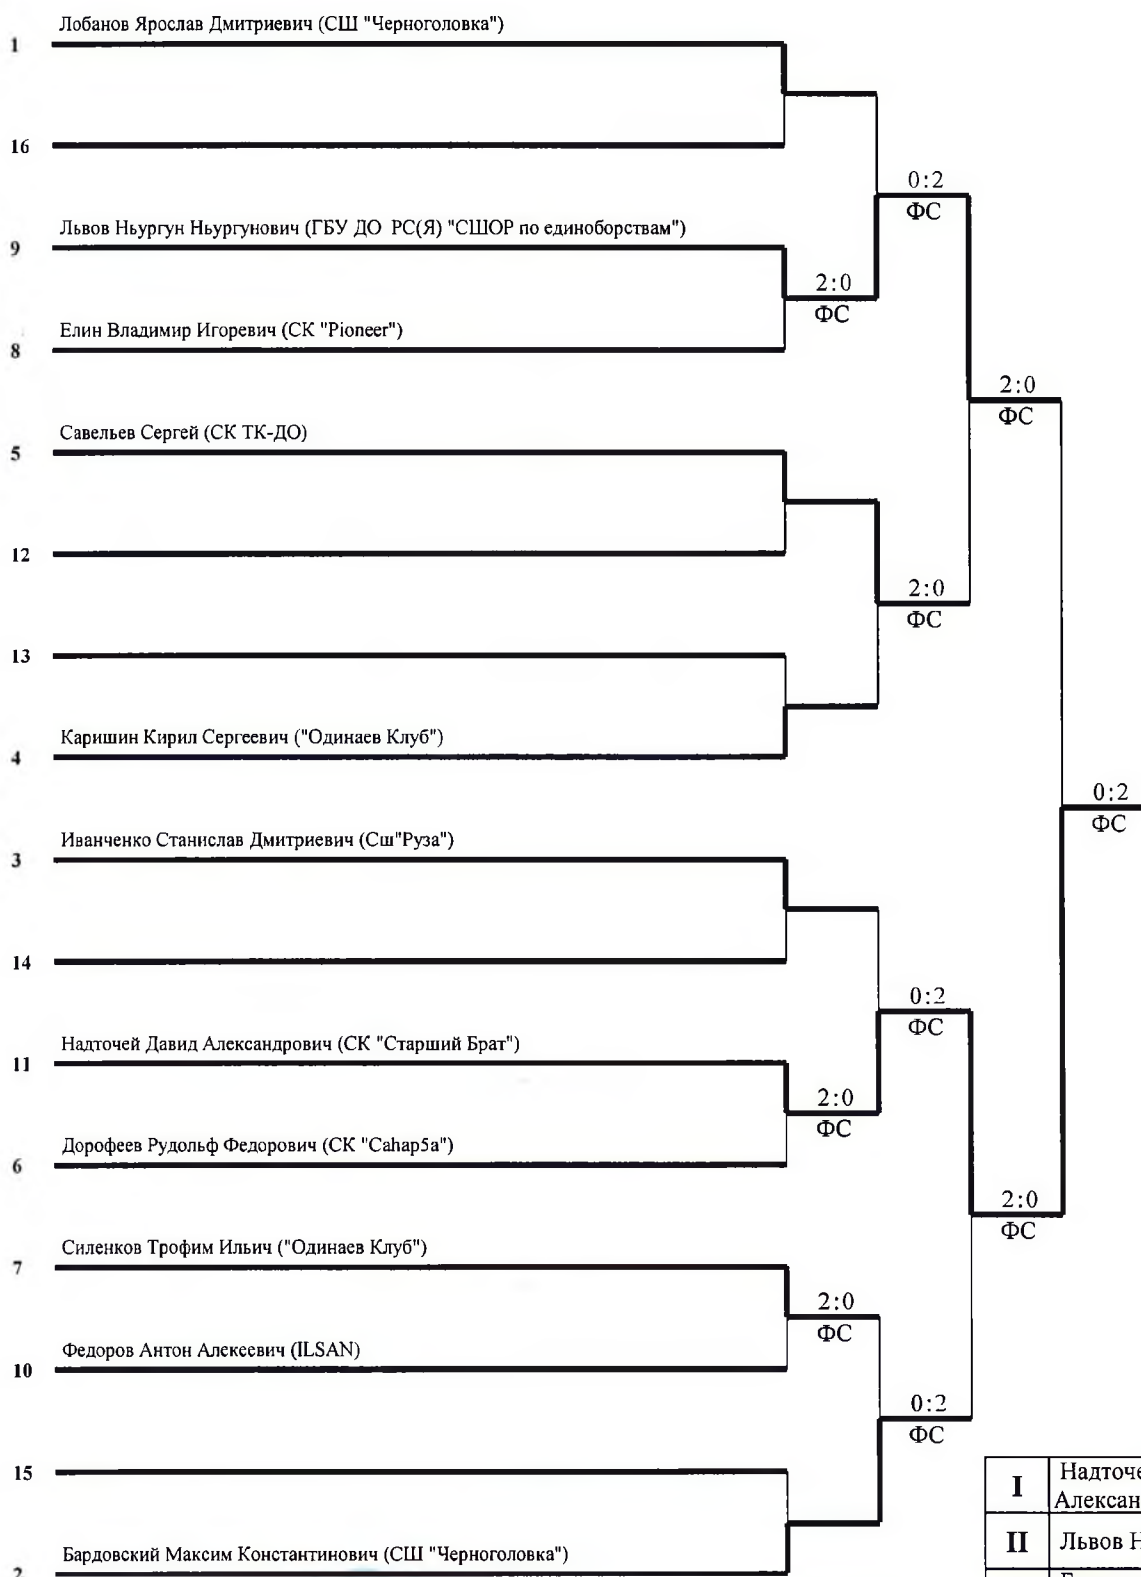 Лобанов Ярослав Дмитриевич (СШ "Черноголовка")
1
16
0:2
ФС
Львов Ньургун Ньургунович (ГБУ ДО РС(Я) "СШОР по единоборствам")
9
2:0
ФС
Елин Владимир Игоревич (СК "Pioneer")
8
2:0
ФС
Савельев Сергей (СК ТК-ДО)
5
12
2:0
ФС
13
Каришин Кирил Сергеевич ("Одинаев Клуб")
4
0:2
ФС
Иванченко Станислав Дмитриевич (Сш"Руза")
3
14
0:2
ФС
Надточей Давид Александрович (СК "Старший Брат")
11
2:0
ФС
Дорофеев Рудольф Федорович (СК "Cahap5a")
6
2:0
ФС
Силенков Трофим Ильич ("Одинаев Клуб")
7
2:0
ФС
Федоров Антон Алекеевич (ILSAN)
10
0:2
ФС
15
I
Надточе
Алексан
II
Львов Н
Бардовский Максим Константинович (СШ "Черноголовка")
2